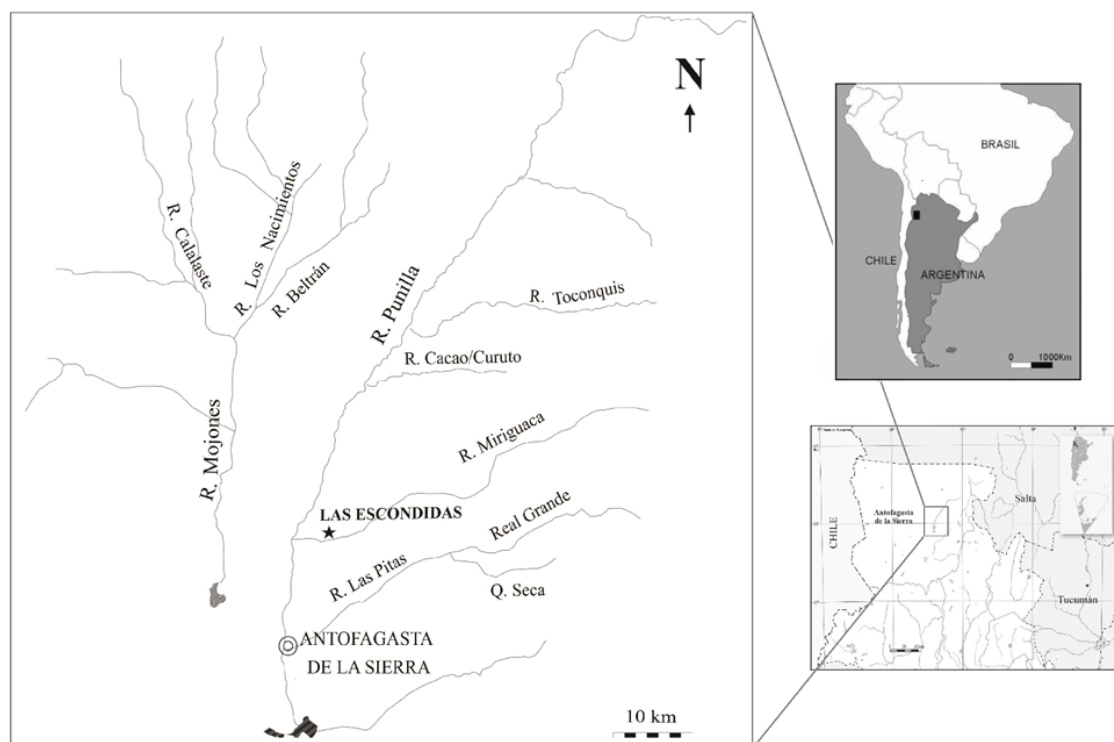 N
R. Calalaste
R. Los Nacimientos
R. Beltrán
R. Punilla
R. Toconquis
R. Cacao/Curuto
R. Mojones
R. Miriguaca
LAS ESCONDIDAS
Real Grande
R. Las Pitas
Q. Seca
ANTOFAGASTA
DE LA SIERRA
10 km
BRASIL
CHILE
ARGENTINA
0 1000Km
Antofagasta
de la Sierra
Salta
CHILE
Tucumán